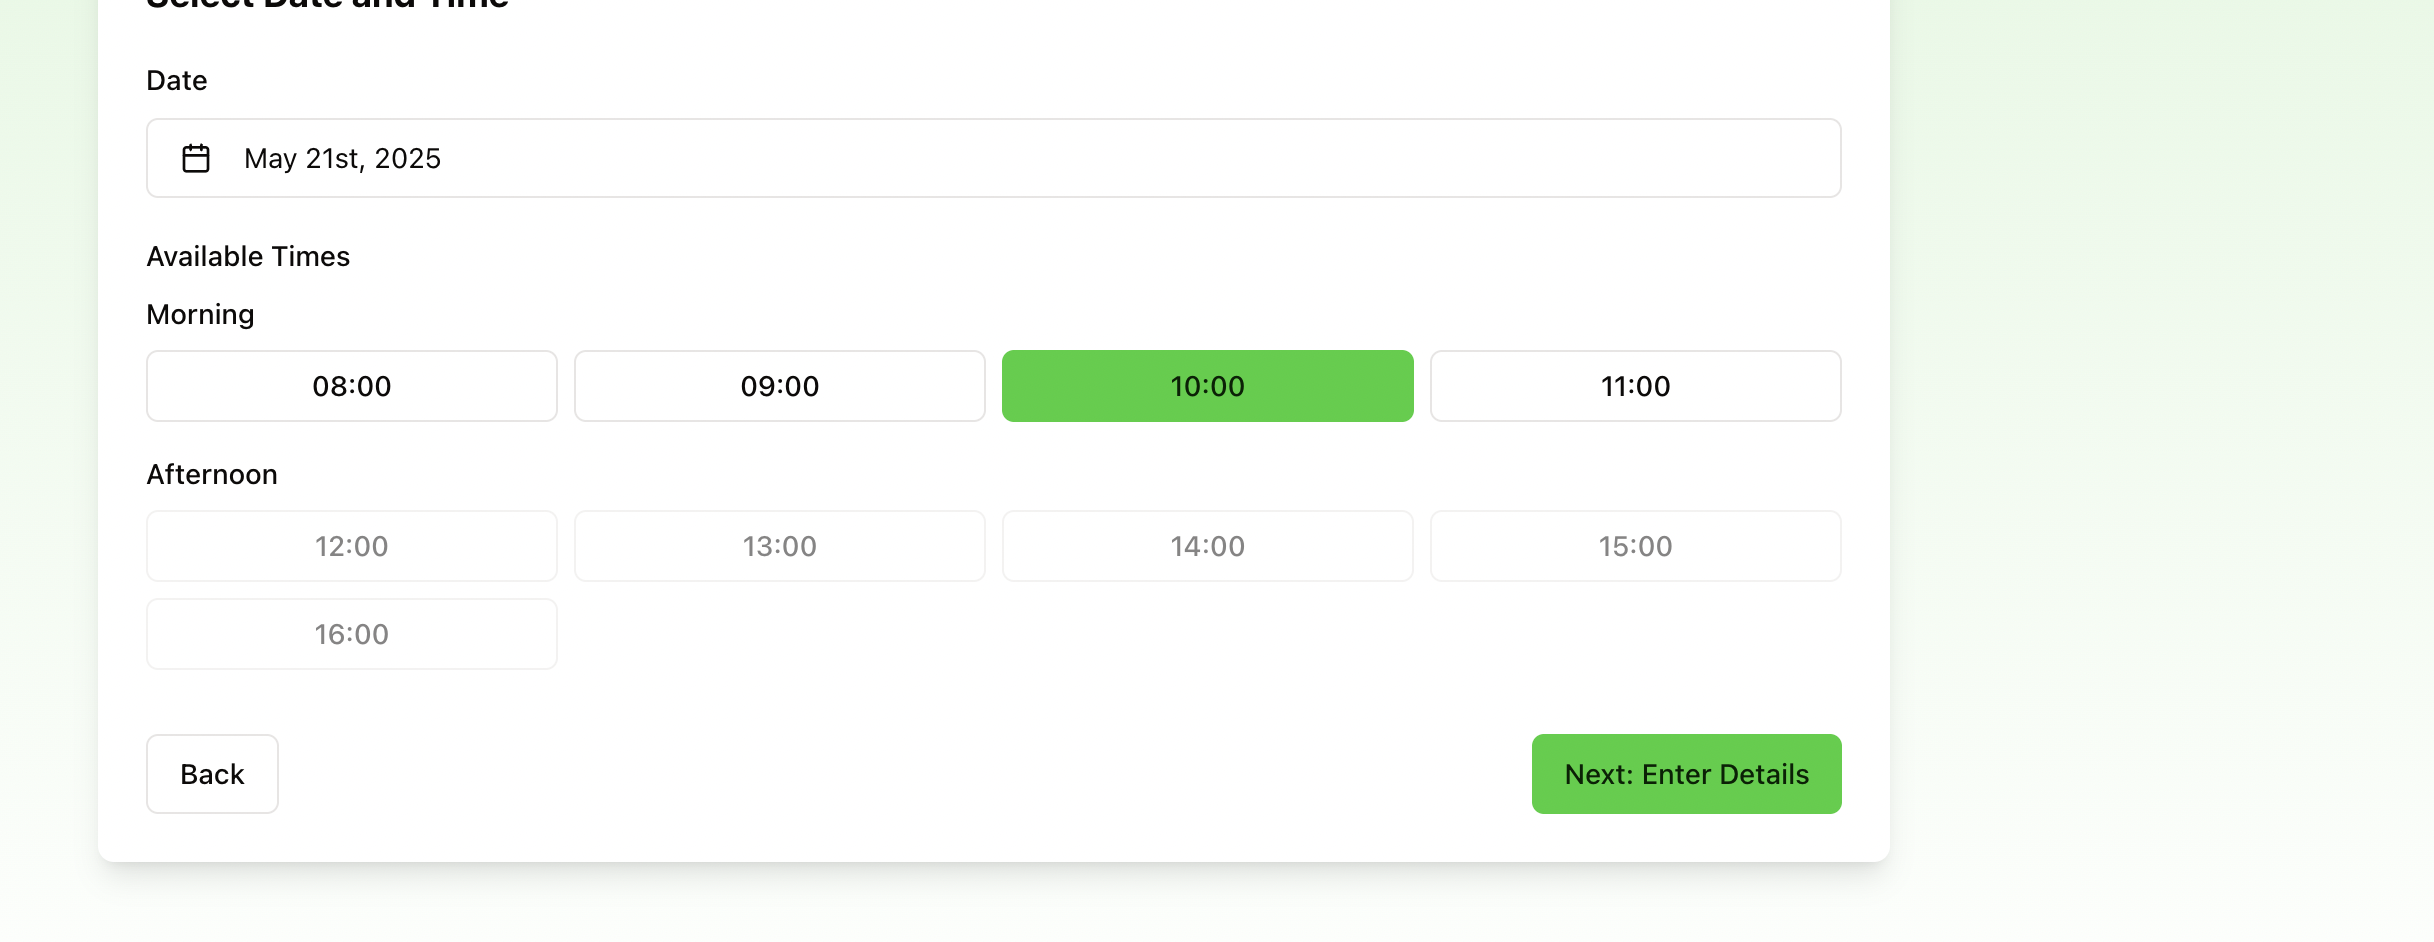 Select Date and Time
Date
May 21st, 2025
Available Times
Morning
08:00
09:00
10:00
11:00
Afternoon
12:00
13:00
14:00
15:00
16:00
Back
Next: Enter Details